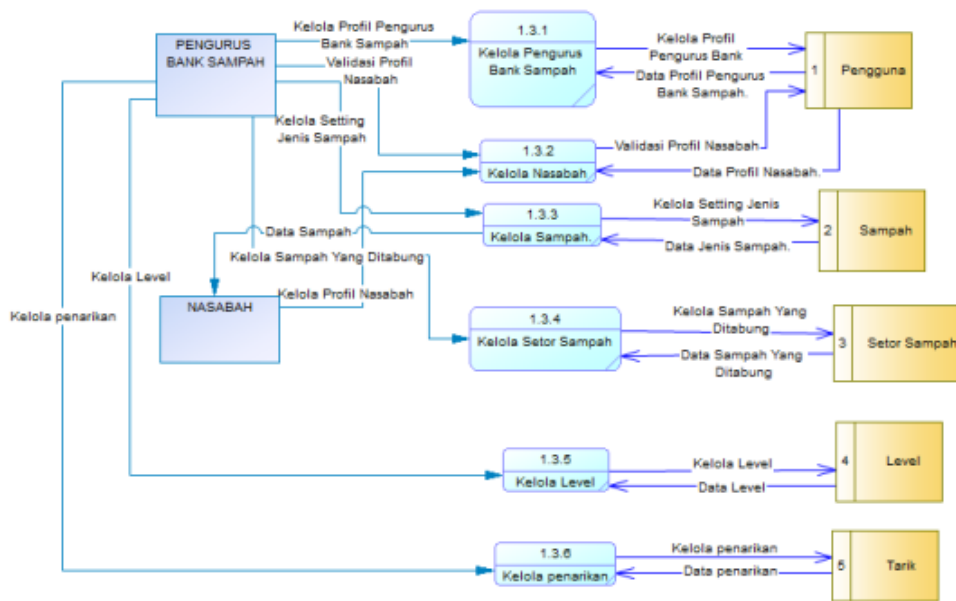 PENGURUS
BANK SAMPAH
Kelola Profil Pengurus
Bank Sampah
Validasi Profil
Nasabah
1.3.1
Kelola Pengurus
Bank Sampah
Kelola Profil
Pengurus Bank
Data Profil Pengurus
Bank Sampah.
1
Pengguna
Kelola Setting
Jenis Sampah
1.3.2
Kelola Nasabah
Validasi Profil Nasabah
Data Profil Nasabah.
1.3.3
Kelola Sampah.
Kelola Setting Jenis
Sampah
Data Jenis Sampah.
2
Sampah
Data Sampah
Kelola Sampah Yang Ditabung
Kelola Level
Kelola penarikan
NASABAH
Kelola Profil Nasabah
1.3.4
Kelola Setor Sampah
Kelola Sampah Yang
Ditabung
Data Sampah Yang
Ditabung
3
Setor Sampah
1.3.5
Kelola Level
Kelola Level
Data Level
4
Level
1.3.6
Kelola penarikan
Kelola penarikan
Data penarikan
5
Tarik